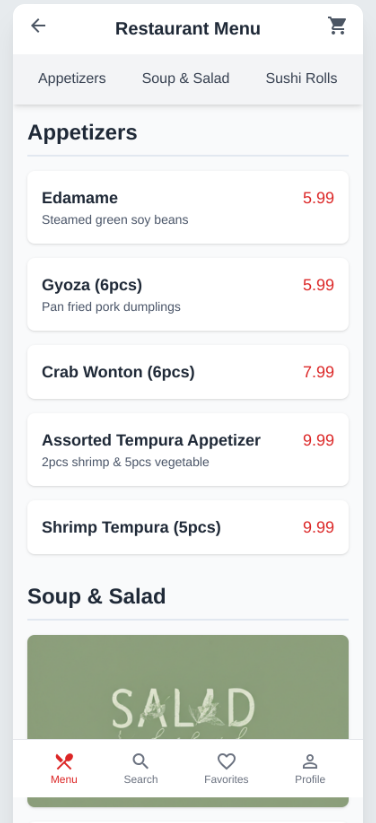 Restaurant Menu
Appetizers Soup & Salad Sushi Rolls
Appetizers
Edamame 5.99
Steamed green soy beans
Gyoza (6pcs) 5.99
Pan fried pork dumplings
Crab Wonton (6pcs) 7.99
Assorted Tempura Appetizer 9.99
2pcs shrimp & 5pcs vegetable
Shrimp Tempura (5pcs) 9.99
Soup & Salad
SALAD
Menu Search Favorites Profile